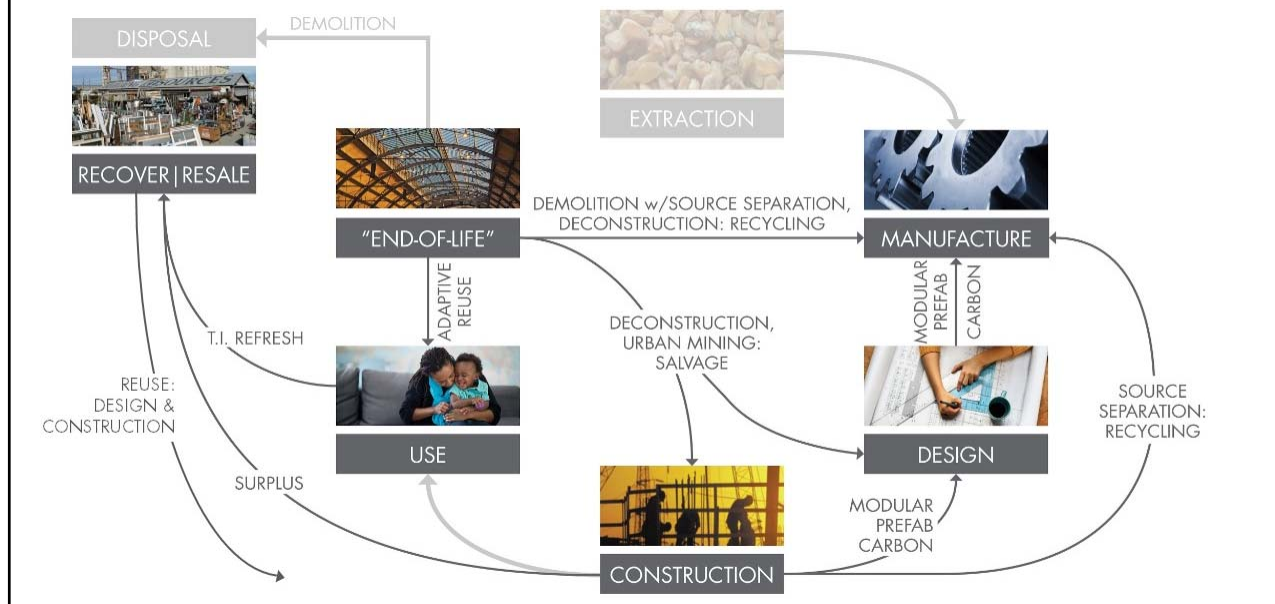 DISPOSAL
DEMOLITION
RESOURCES
RECOVER|RESALE
EXTRACTION
"END-OF-LIFE"
DEMOLITION w/SOURCE SEPARATION,
DECONSTRUCTION: RECYCLING
MANUFACTURE
ADAPTIVE
REUSE
DECONSTRUCTION,
URBAN MINING:
SALVAGE
MODULAR
PREFAB
CARBON
T.I. REFRESH
REUSE:
DESIGN &
CONSTRUCTION
USE
DESIGN
SOURCE
SEPARATION:
RECYCLING
SURPLUS
MODULAR
PREFAB
CARBON
CONSTRUCTION